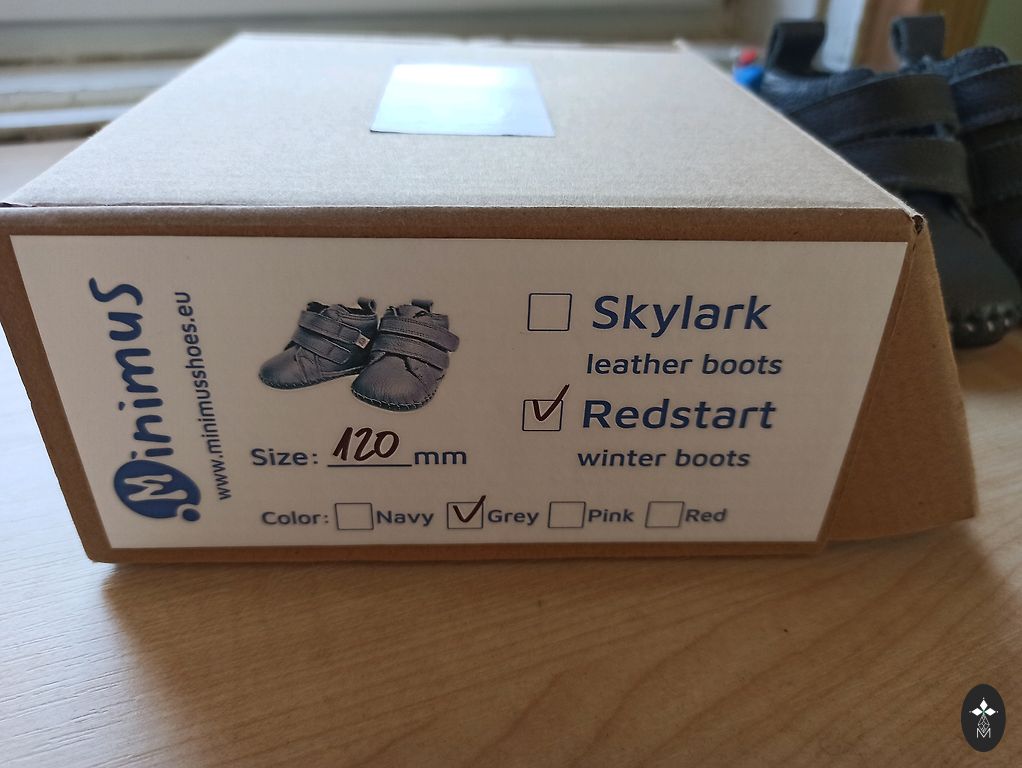 Minimus
www.minimusshoes.eu
Skylark
leather boots
Redstart
winter boots
Size: 120 mm
Color: Navy Grey Pink Red
M